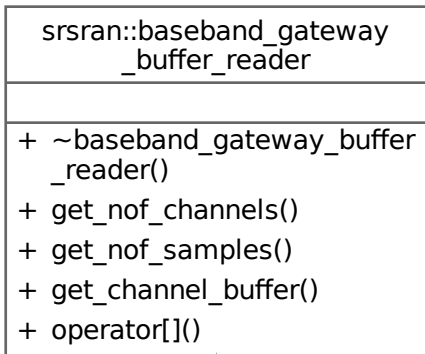 srsran::baseband_gateway
_buffer_reader
+ ~baseband_gateway_buffer
_reader()
+ get_nof_channels()
+ get_nof_samples()
+ get_channel_buffer()
+ operator[]()